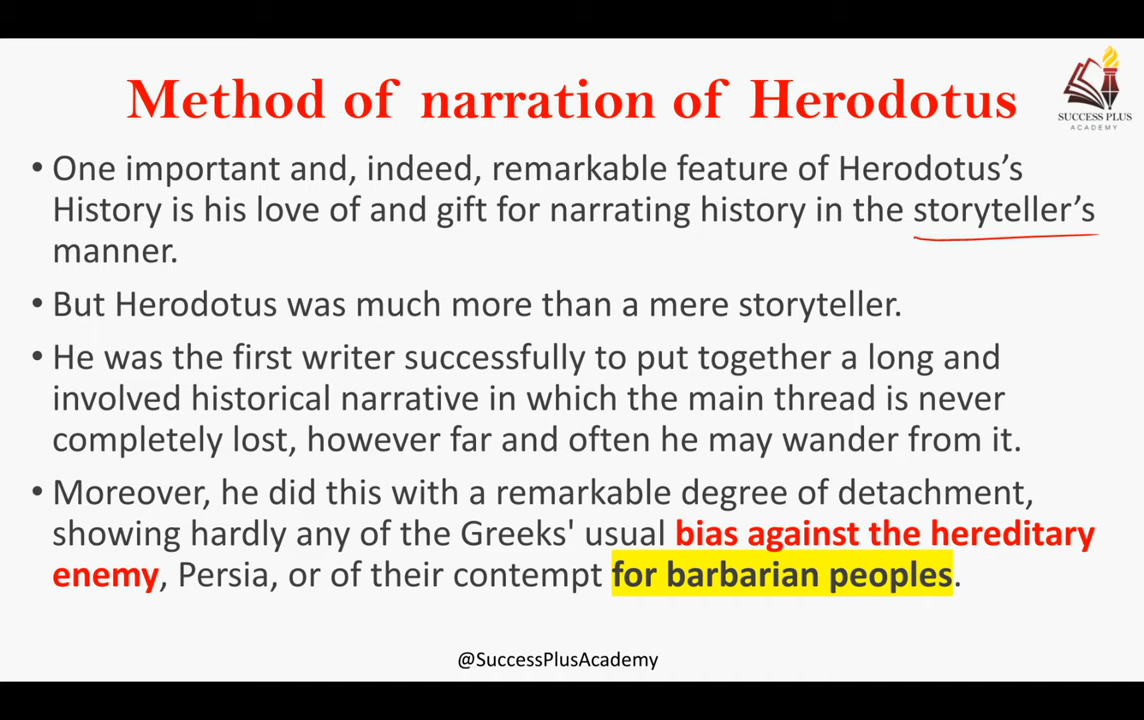 Method of narration of Herodotus
SUCCESS PLUS
ACADEMY
• One important and, indeed, remarkable feature of Herodotus’s
History is his love of and gift for narrating history in the storyteller’s
manner.
• But Herodotus was much more than a mere storyteller.
• He was the first writer successfully to put together a long and
involved historical narrative in which the main thread is never
completely lost, however far and often he may wander from it.
• Moreover, he did this with a remarkable degree of detachment,
showing hardly any of the Greeks' usual bias against the hereditary
enemy, Persia, or of their contempt for barbarian peoples.
@SuccessPlusAcademy